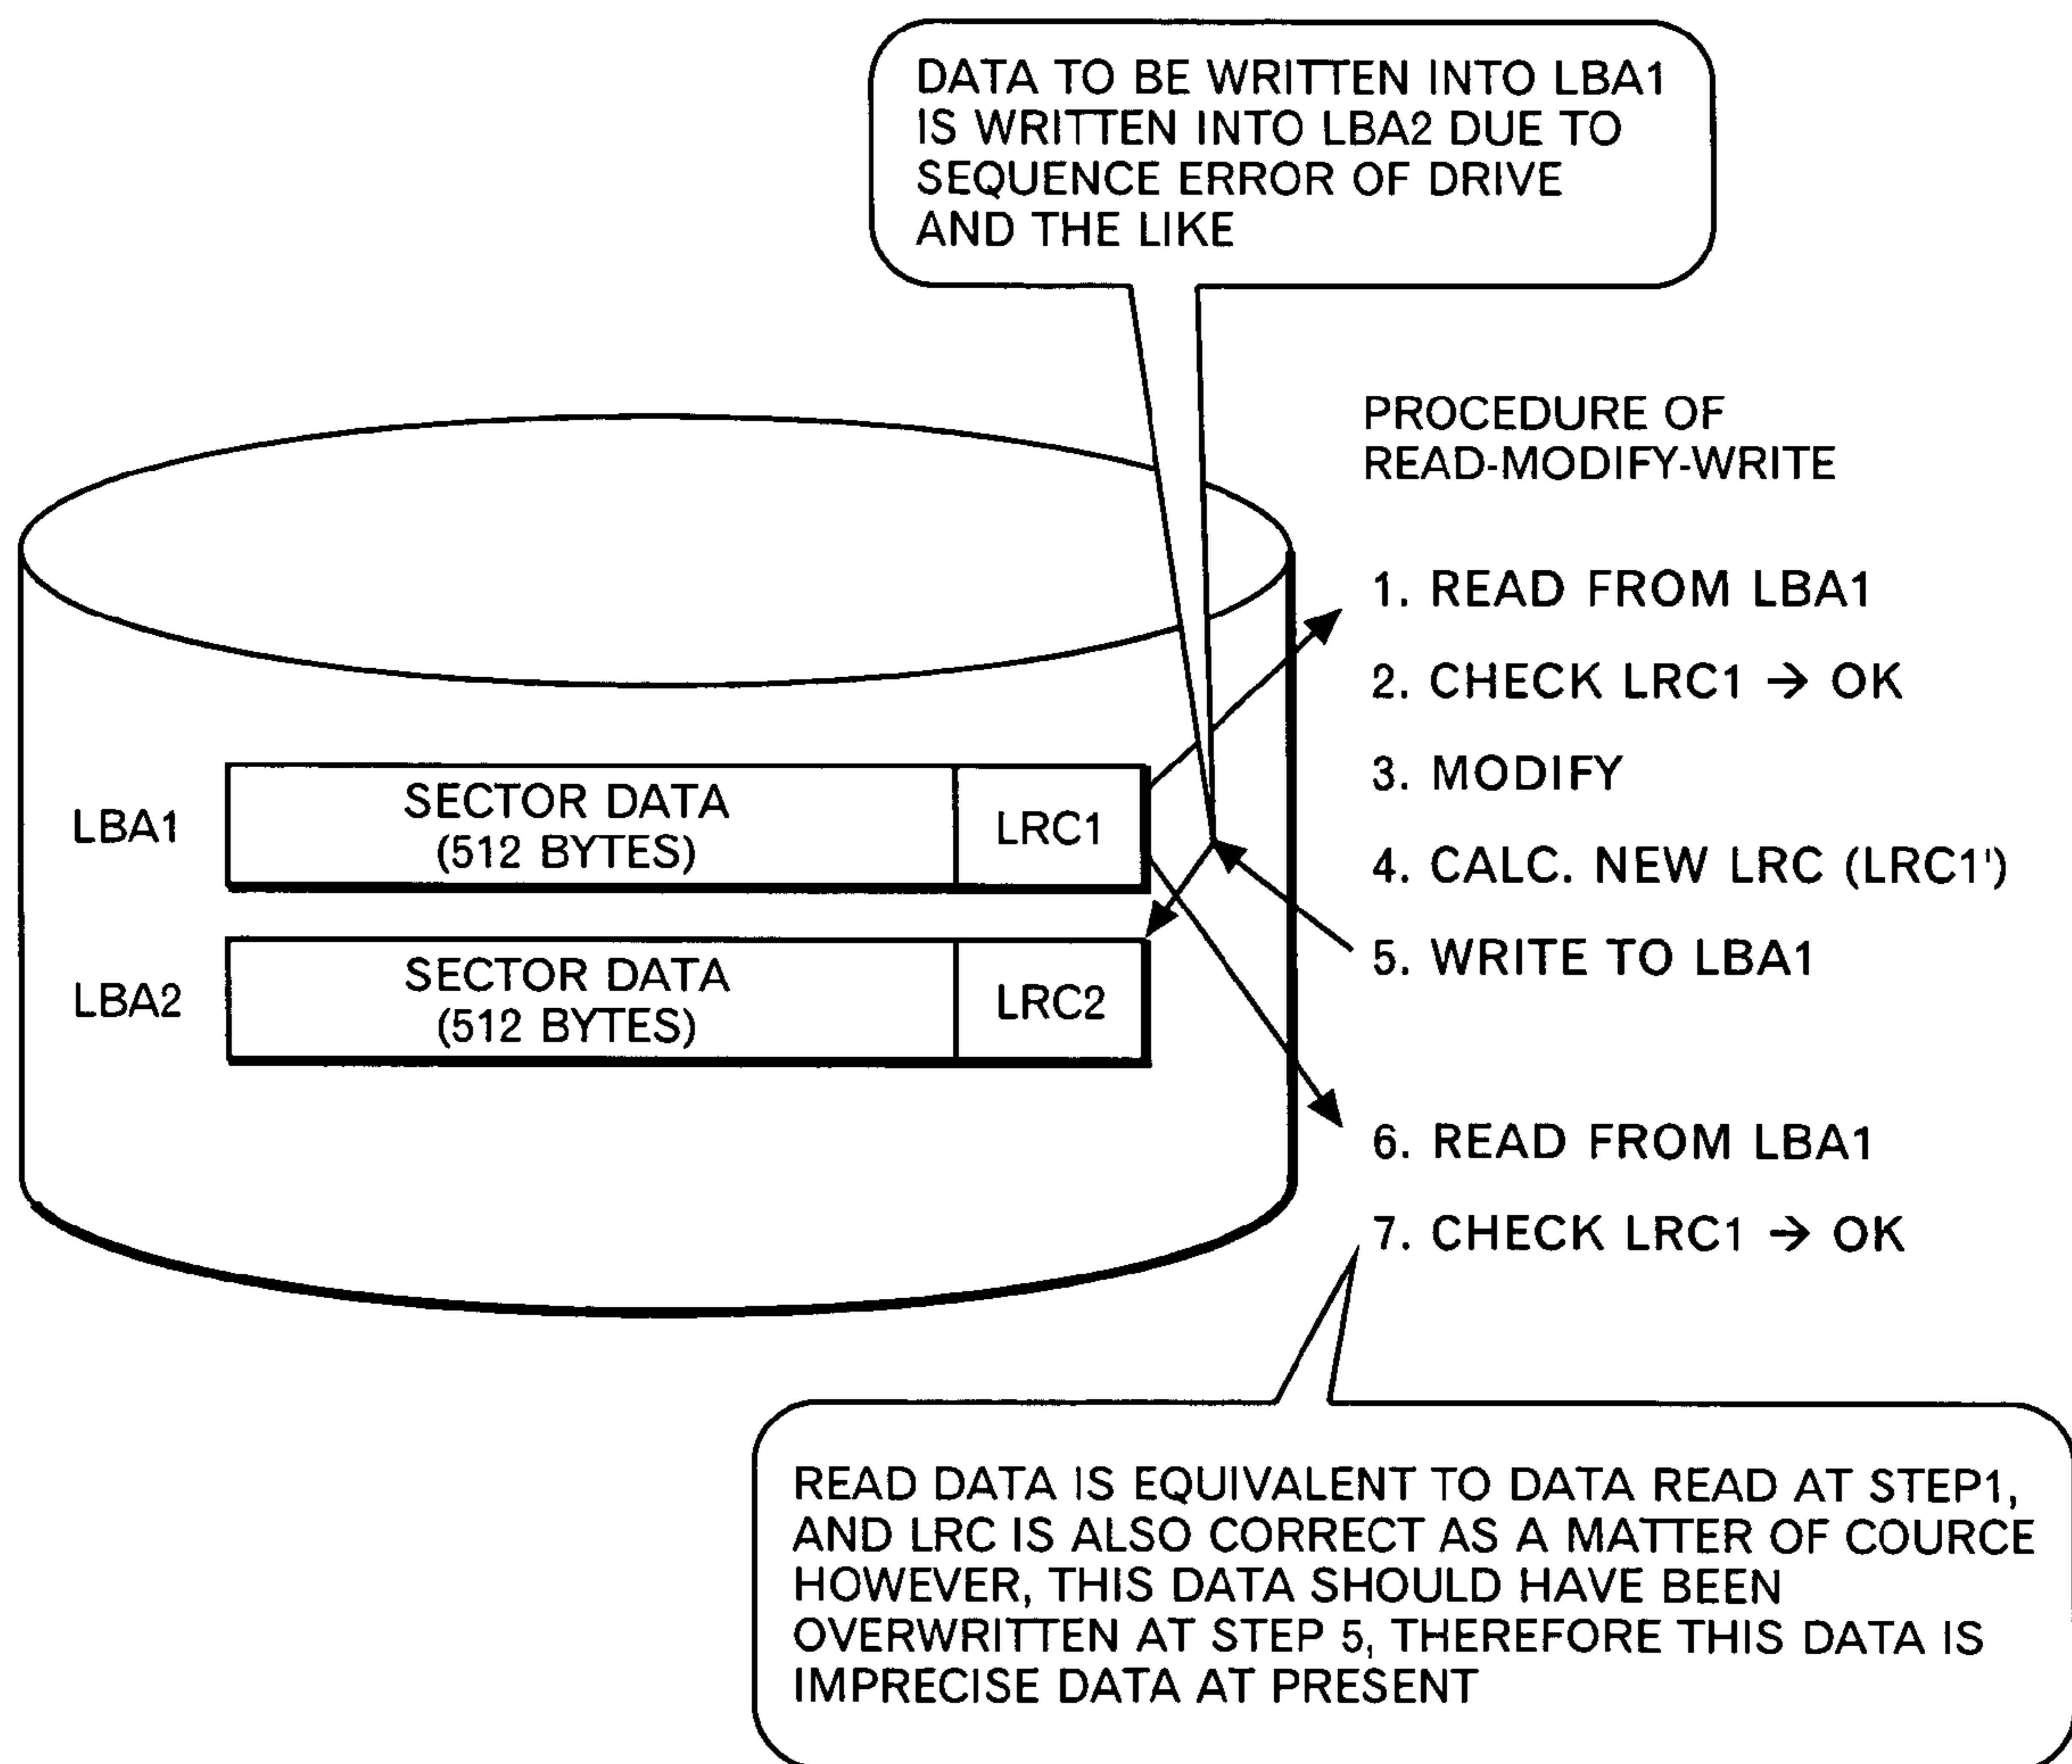 DATA TO BE WRITTEN INTO LBA1
IS WRITTEN INTO LBA2 DUE TO
SEQUENCE ERROR OF DRIVE
AND THE LIKE
PROCEDURE OF
READ-MODIFY-WRITE
1. READ FROM LBA1
2. CHECK LRC1 → OK
3. MODIFY
4. CALC. NEW LRC (LRC1')
5. WRITE TO LBA1
6. READ FROM LBA1
7. CHECK LRC1 → OK
LBA1
SECTOR DATA
(512 BYTES)
LRC1
LBA2
SECTOR DATA
(512 BYTES)
LRC2
READ DATA IS EQUIVALENT TO DATA READ AT STEP1,
AND LRC IS ALSO CORRECT AS A MATTER OF COURCE
HOWEVER, THIS DATA SHOULD HAVE BEEN
OVERWRITTEN AT STEP 5, THEREFORE THIS DATA IS
IMPRECISE DATA AT PRESENT